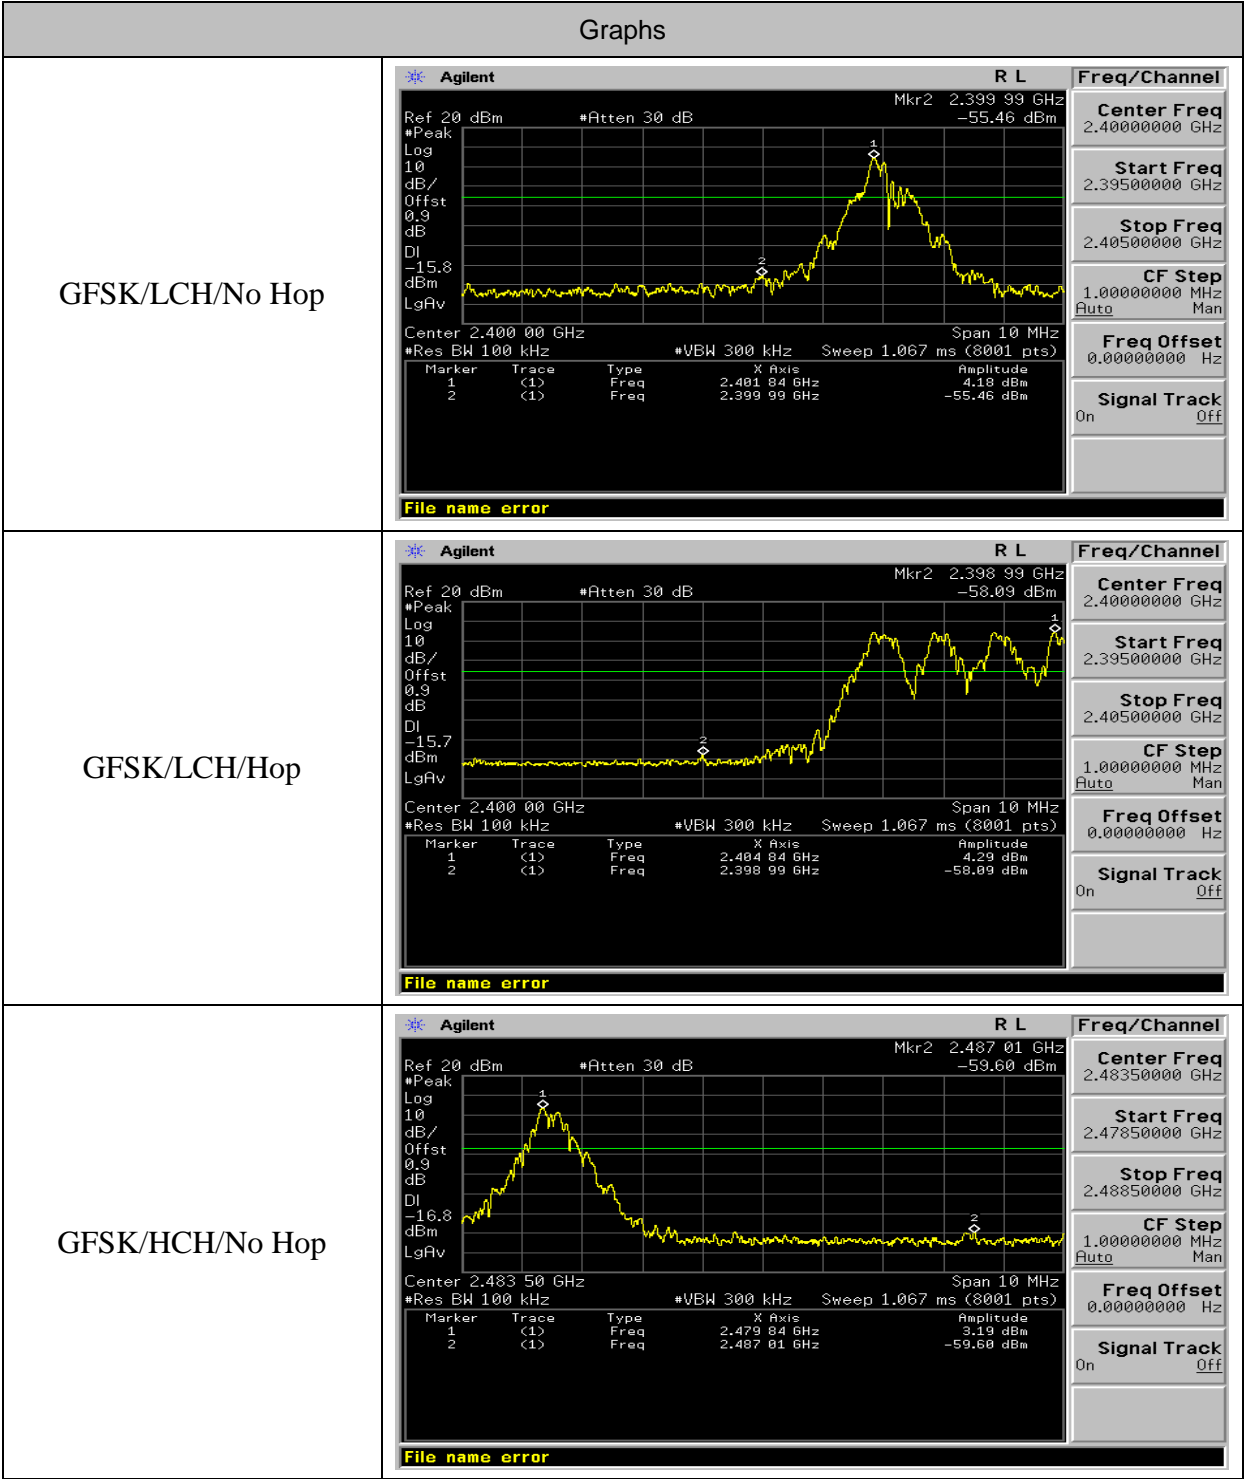 Graphs
GFSK/LCH/No Hop
Agilent R L Freq/Channel
Mkr2 2.399 99 GHz
Ref 20 dBm #Atten 30 dB -55.46 dBm
#Peak
Log
10
dB/
Offst
0.9
dB
DI
-15.8
dBm
LgAv
1
2
Center 2.400 00 GHz Span 10 MHz
#Res BW 100 kHz #VBW 300 kHz Sweep 1.067 ms (8001 pts)
Marker Trace Type X Axis Amplitude
1 (1) Freq 2.401 84 GHz 4.18 dBm
2 (1) Freq 2.399 99 GHz -55.46 dBm
File name error
Center Freq
2.40000000 GHz
Start Freq
2.39500000 GHz
Stop Freq
2.40500000 GHz
CF Step
1.00000000 MHz
Auto Man
Freq Offset
0.00000000 Hz
Signal Track
On Off
GFSK/LCH/Hop
Agilent R L Freq/Channel
Mkr2 2.398 99 GHz
Ref 20 dBm #Atten 30 dB -58.09 dBm
#Peak
Log
10
dB/
Offst
0.9
dB
DI
-15.7
dBm
LgAv
1
2
Center 2.400 00 GHz Span 10 MHz
#Res BW 100 kHz #VBW 300 kHz Sweep 1.067 ms (8001 pts)
Marker Trace Type X Axis Amplitude
1 (1) Freq 2.404 84 GHz 4.29 dBm
2 (1) Freq 2.398 99 GHz -58.09 dBm
File name error
Center Freq
2.40000000 GHz
Start Freq
2.39500000 GHz
Stop Freq
2.40500000 GHz
CF Step
1.00000000 MHz
Auto Man
Freq Offset
0.00000000 Hz
Signal Track
On Off
GFSK/HCH/No Hop
Agilent R L Freq/Channel
Mkr2 2.487 01 GHz
Ref 20 dBm #Atten 30 dB -59.60 dBm
#Peak
Log
10
dB/
Offst
0.9
dB
DI
-16.8
dBm
LgAv
1
2
Center 2.483 50 GHz Span 10 MHz
#Res BW 100 kHz #VBW 300 kHz Sweep 1.067 ms (8001 pts)
Marker Trace Type X Axis Amplitude
1 (1) Freq 2.479 84 GHz 3.19 dBm
2 (1) Freq 2.487 01 GHz -59.60 dBm
File name error
Center Freq
2.48350000 GHz
Start Freq
2.47850000 GHz
Stop Freq
2.48850000 GHz
CF Step
1.00000000 MHz
Auto Man
Freq Offset
0.00000000 Hz
Signal Track
On Off